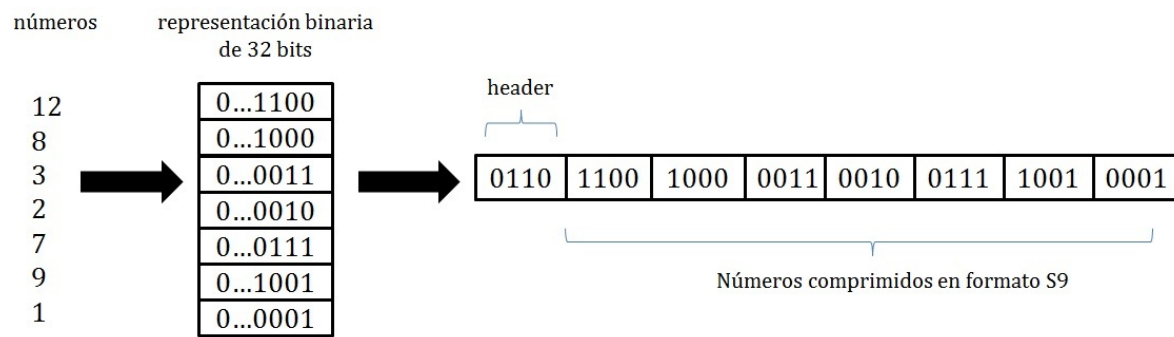 números
representación binaria
de 32 bits
12
8
3
2
7
9
1
0...1100
0...1000
0...0011
0...0010
0...0111
0...1001
0...0001
header
0110 1100 1000 0011 0010 0111 1001 0001
Números comprimidos en formato S9